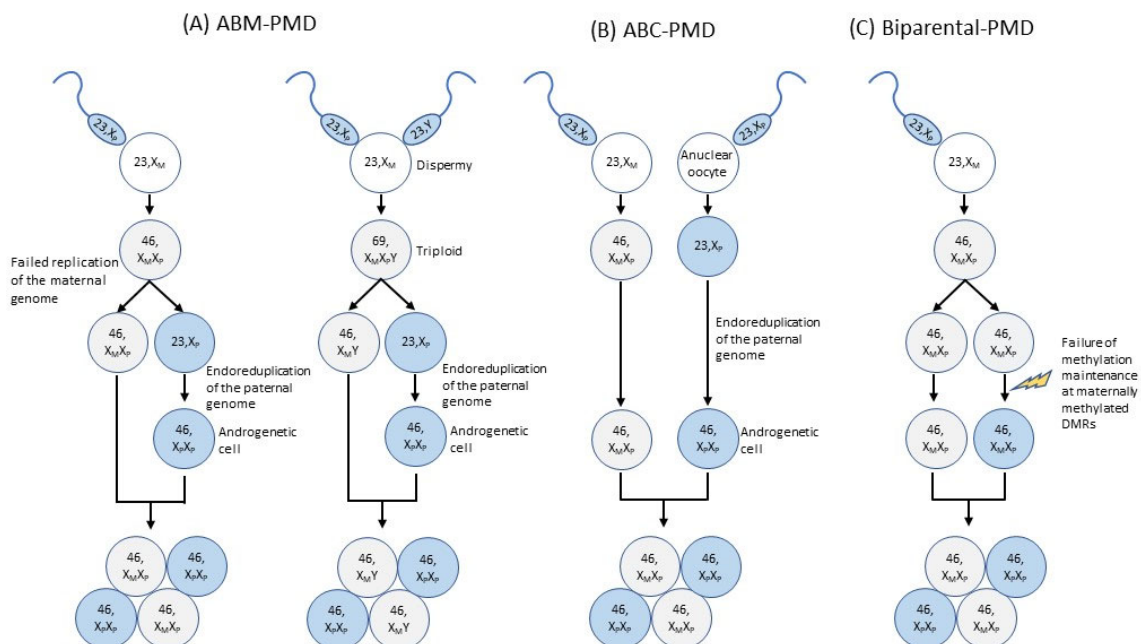 (A) ABM-PMD
(B) ABC-PMD
(C) Biparental-PMD
23,XP
23,XM
46,
XMXP
Failed replication
of the maternal
genome
46,
XMXP
23,XP
Endoreduplication
of the paternal
genome
46,
XPXP
Androgenetic
cell
46,
XMXP
46,
XPXP
46,
XPXP
46,
XMXP
23,XP
23,Y
23,XM
Dispermy
69,
XMXPY
Triploid
46,
XMY
23,XP
Endoreduplication
of the paternal
genome
46,
XPXP
Androgenetic
cell
46,
XMY
46,
XPXP
46,
XPXP
46,
XMY
23,XP
23,XM
46,
XMXP
46,
XMXP
23,XP
Anuclear
oocyte
23,XP
Endoreduplication
of the paternal
genome
46,
XPXP
Androgenetic
cell
46,
XMXP
46,
XPXP
46,
XPXP
46,
XMXP
23,XP
23,XM
46,
XMXP
46,
XMXP
46,
XMXP
Failure of
methylation
maintenance
at maternally
methylated
DMRs
46,
XMXP
46,
XMXP
46,
XMXP
46,
XPXP
46,
XPXP
46,
XMXP